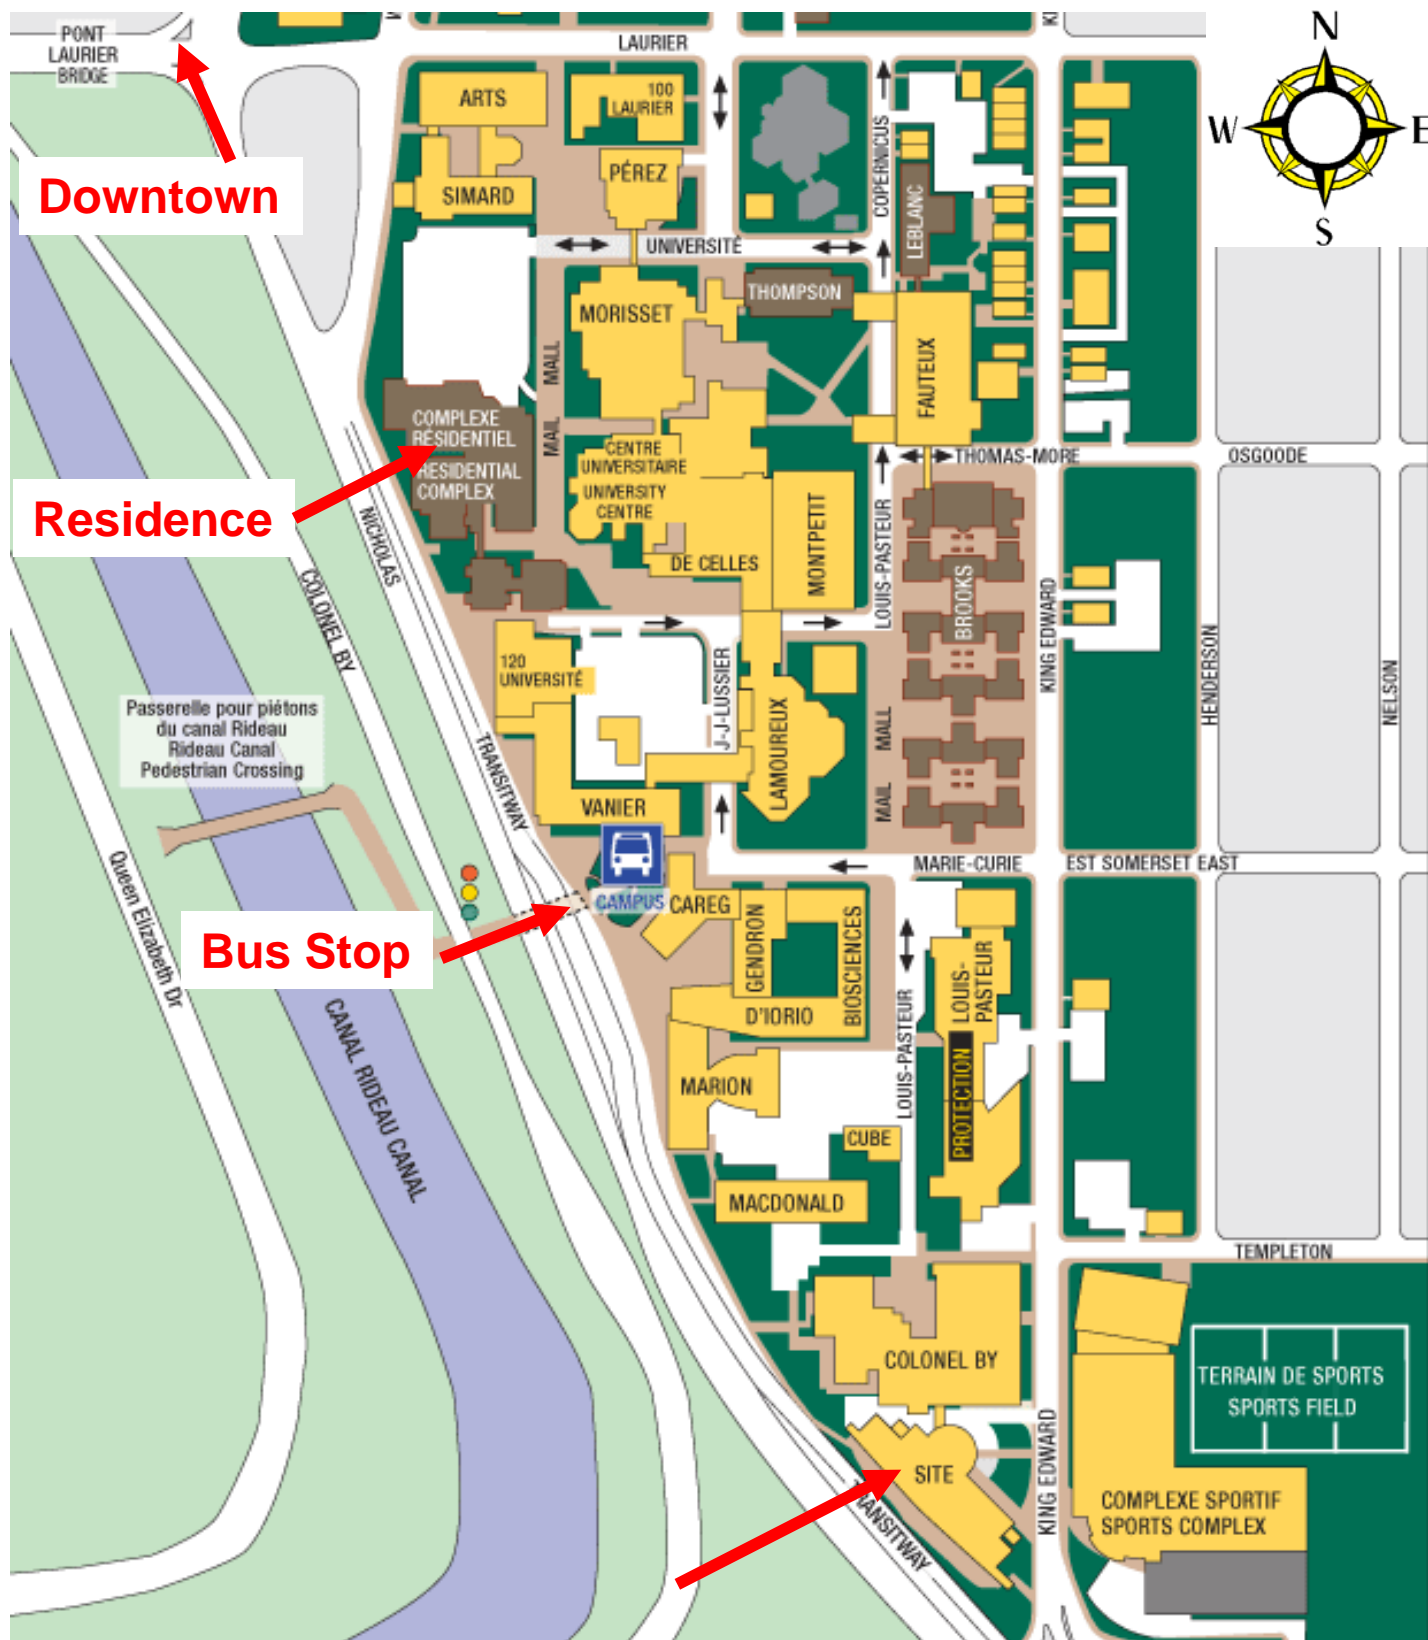 PONT
LAURIER
BRIDGE
LAURIER
N
W
E
S
Downtown
ARTS
100
LAURIER
PÉREZ
SIMARD
COPERNICUS
LEBLANC
UNIVERSITÉ
THOMPSON
MORISSET
FAUTEUX
MALL
MAIL
COMPLEXE
RÉSIDENTIEL
RESIDENTIAL
COMPLEX
CENTRE
UNIVERSITAIRE
UNIVERSITY
CENTRE
THOMAS-MORE
OSGOODE
Residence
NICHOLAS
COLONEL BY
DE CELLES
MONTPETIT
LOUIS-PASTEUR
BROOKS
KING EDWARD
HENDERSON
NELSON
120
UNIVERSITÉ
J-J-LUSSIER
LAMOUREUX
MALL
MAIL
Passerelle pour piétons
du canal Rideau
Rideau Canal
Pedestrian Crossing
TRANSITWAY
VANIER
Queen Elizabeth Dr
MARIE-CURIE
EST SOMERSET EAST
CAMPUS
CAREG
Bus Stop
GENDRON
BIOSCIENCES
LOUIS-
PASTEUR
D'IORIO
LOUIS-PASTEUR
CANAL RIDEAU CANAL
MARION
PROTECTION
CUBE
MACDONALD
TEMPLETON
COLONEL BY
TERRAIN DE SPORTS
SPORTS FIELD
SITE
KING EDWARD
TRANSITWAY
COMPLEXE SPORTIF
SPORTS COMPLEX